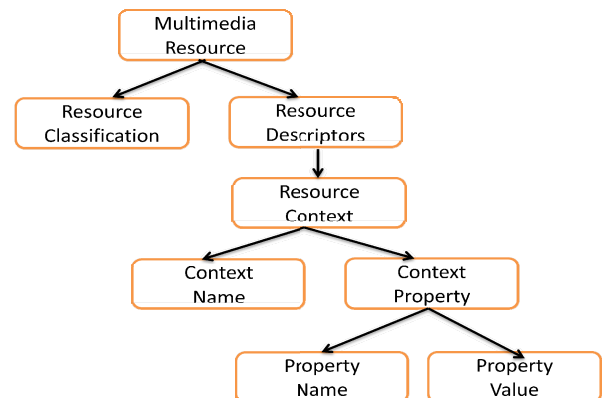 Multimedia
Resource
Resource
Classification
Resource
Descriptors
Resource
Context
Context
Name
Context
Property
Property
Name
Property
Value